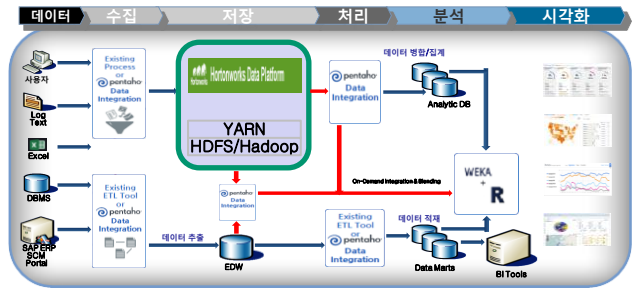 데이터
수집
저장
처리
분석
시각화
사용자
Log
Text
Excel
DBMS
SAP ERP
SCM
Portal
Existing
Process
or
pentaho
Data
Integration
Existing
ETL Tool
or
pentaho
Data
Integration
Hortonworks
Hortonworks Data Platform
YARN
HDFS/Hadoop
pentaho
Data
Integration
데이터 추출
EDW
pentaho
Data
Integration
데이터 병합/집계
Analytic DB
On-Demand Integration & Blending
Existing
ETL Tool
or
pentaho
Data
Integration
데이터 적재
Data Marts
WEKA
+
R
BI Tools